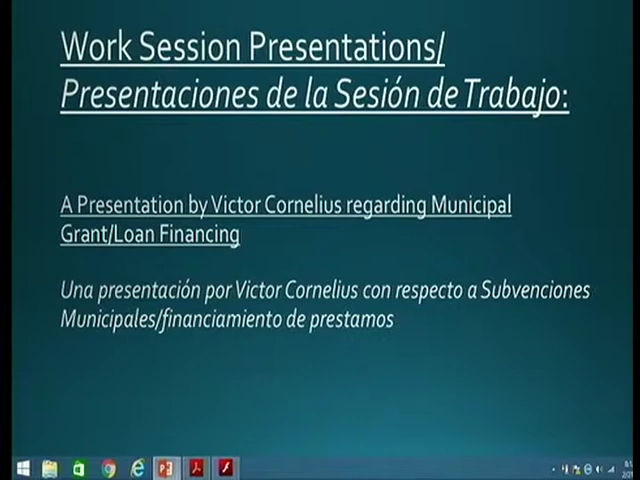 Work Session Presentations/
Presentaciones de la Sesión de Trabajo:
A Presentation by Victor Cornelius regarding Municipal
Grant/Loan Financing
Una presentación por Victor Cornelius con respecto a Subvenciones
Municipales/financiamiento de prestamos